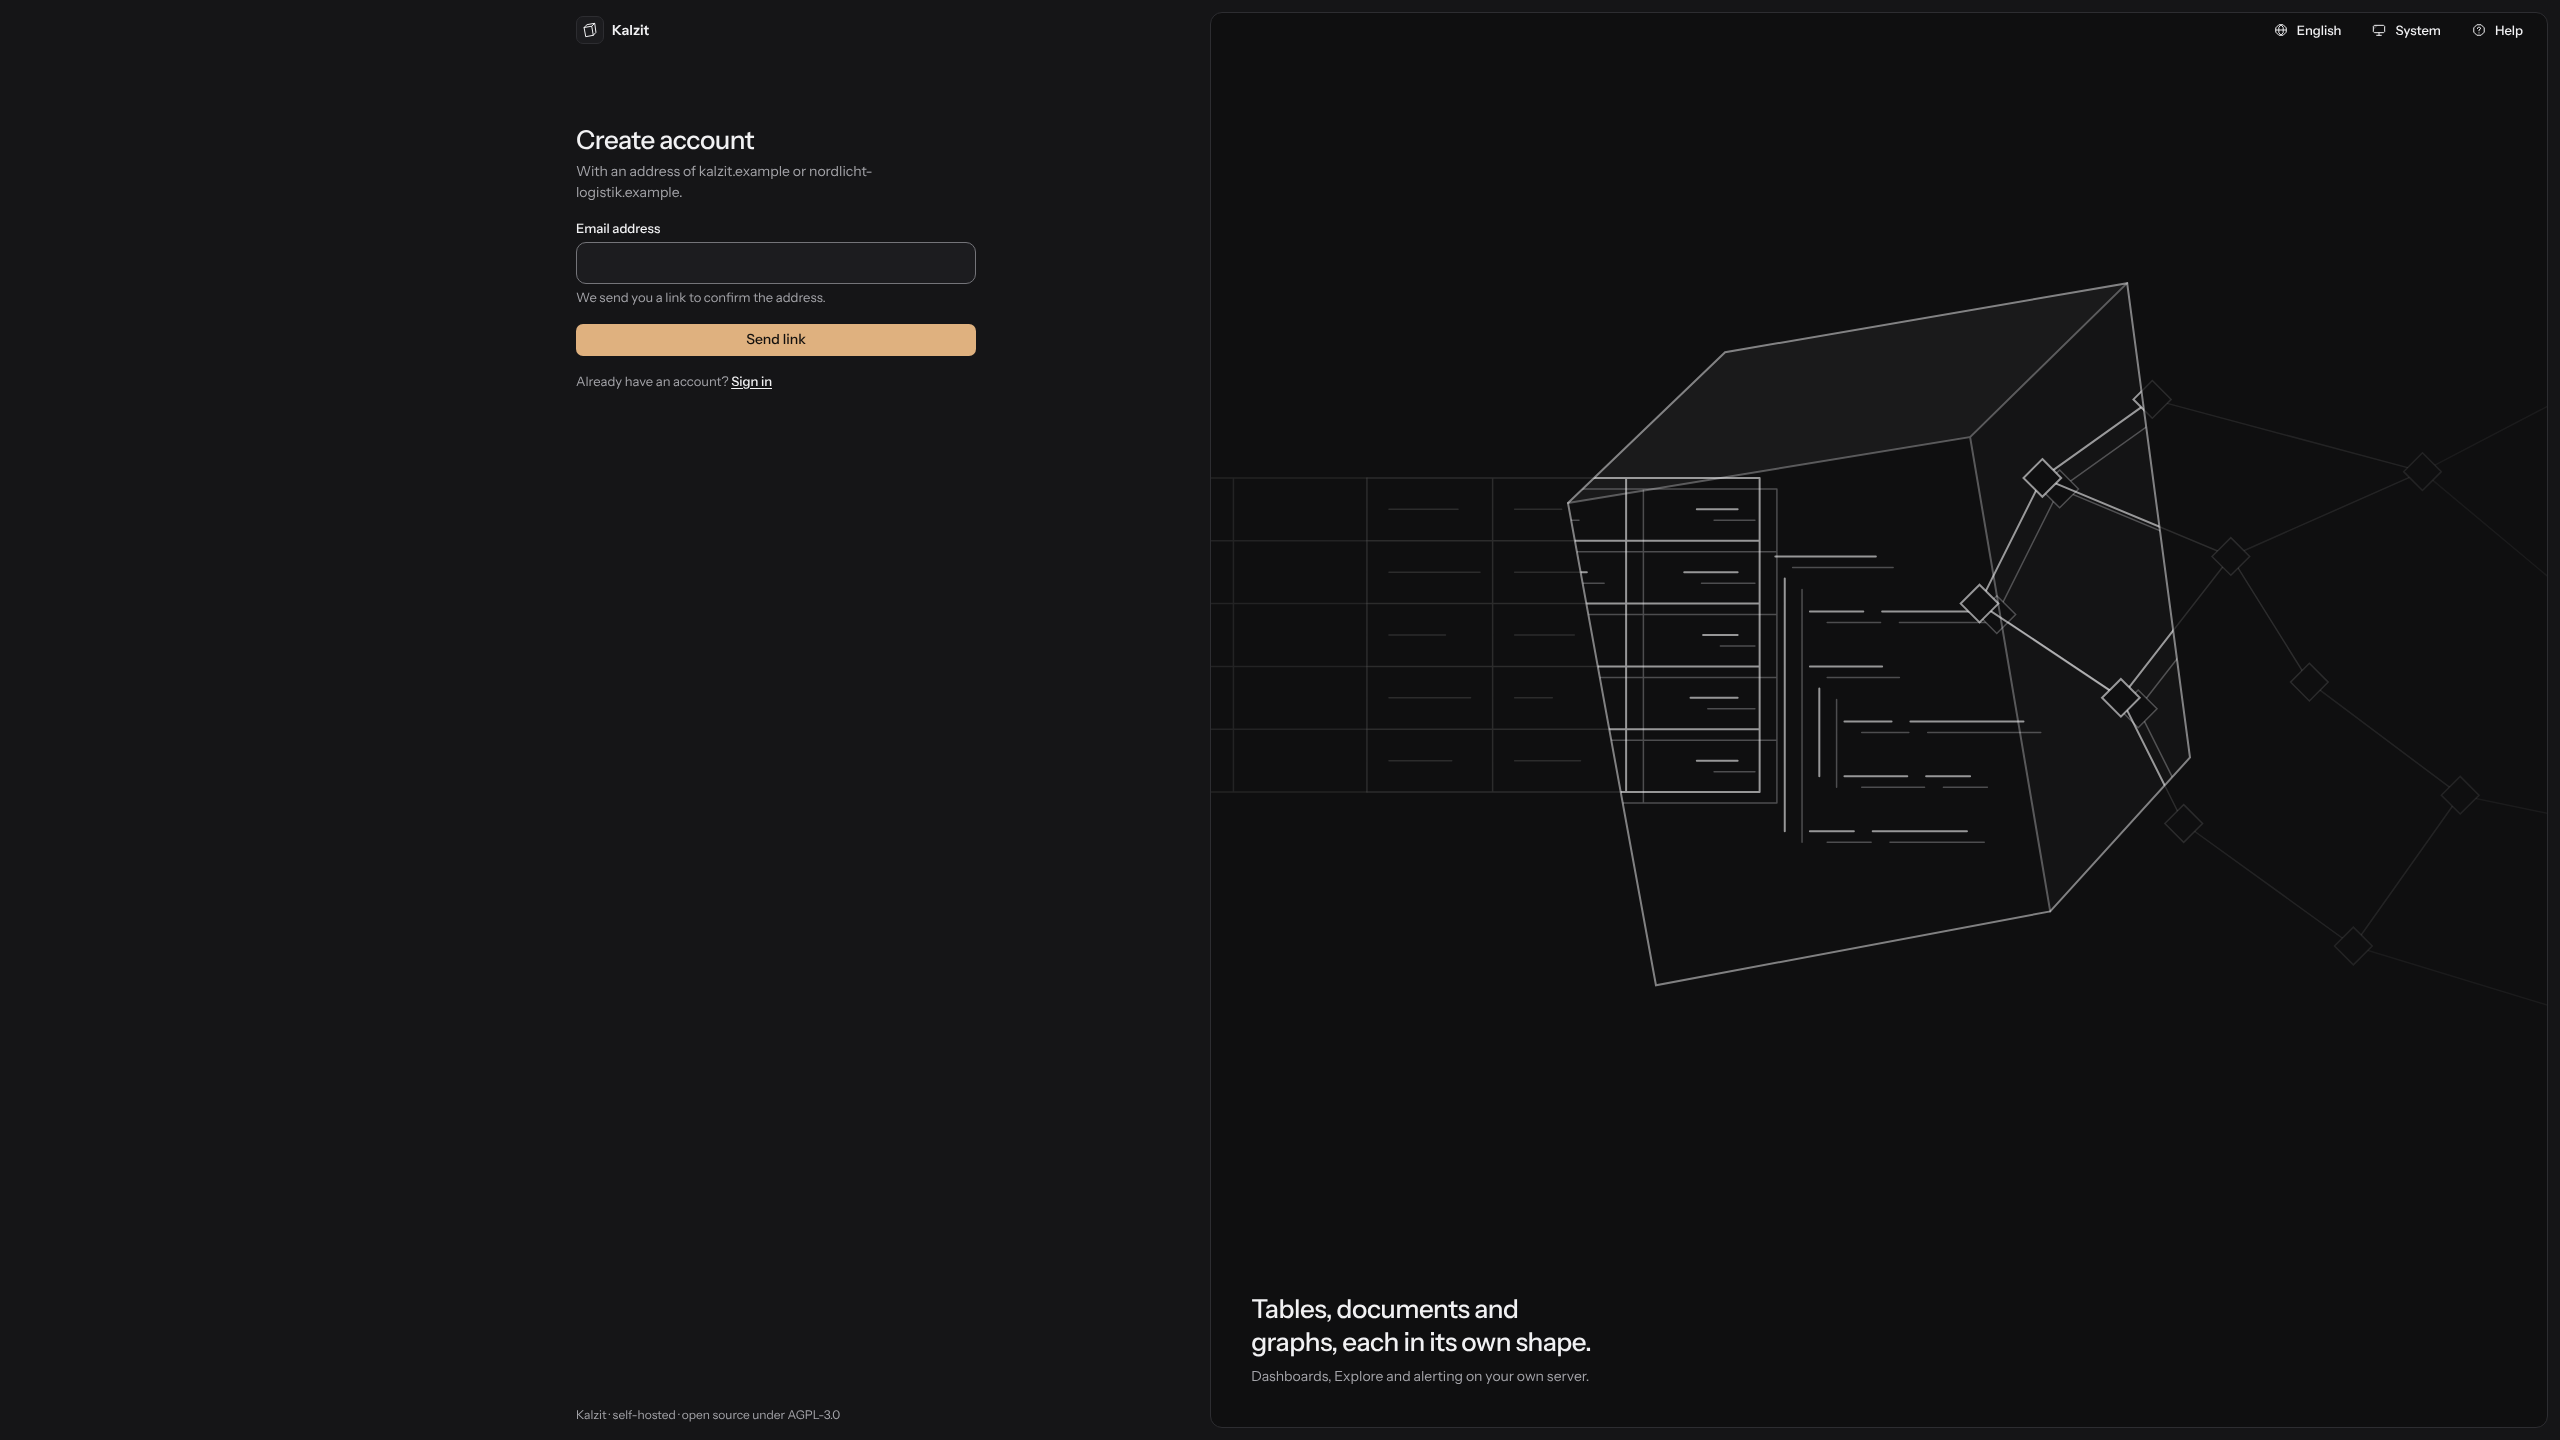 Kalzit
English
System
Help
Create account
With an address of kalzit.example or nordlicht-
logistik.example.
Email address
We send you a link to confirm the address.
Send link
Already have an account? Sign in
Tables, documents and
graphs, each in its own shape.
Dashboards, Explore and alerting on your own server.
Kalzit · self-hosted · open source under AGPL-3.0